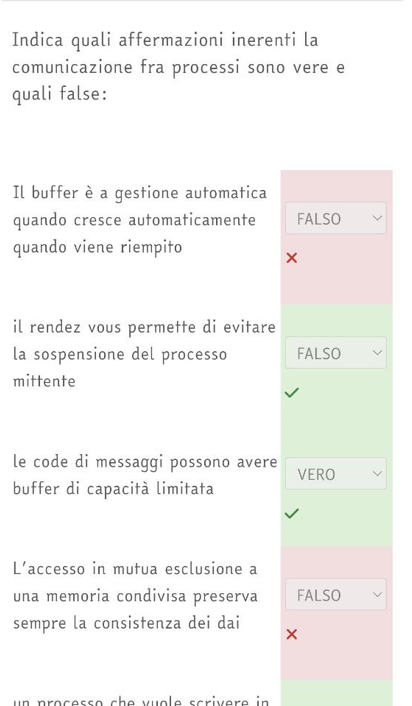 Indica quali affermazioni inerenti la
comunicazione fra processi sono vere e
quali false:
Il buffer è a gestione automatica
quando cresce automaticamente
quando viene riempito
FALSO
il rendez vous permette di evitare
la sospensione del processo
mittente
FALSO
le code di messaggi possono avere
buffer di capacità limitata
VERO
L'accesso in mutua esclusione a
una memoria condivisa preserva
sempre la consistenza dei dai
FALSO
un processo che vuole scrivere in